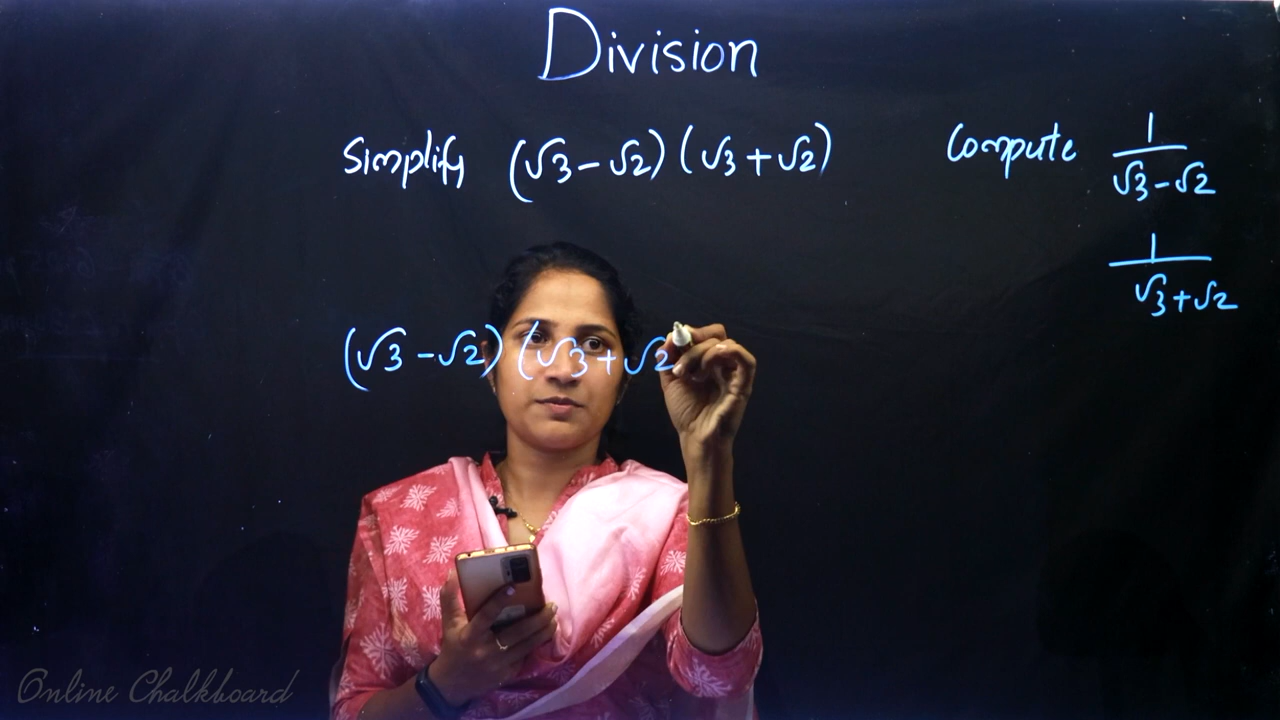 Division
Simplify (√3 - √2) (√3 + √2)
Compute 1/(√3 - √2)
1/(√3 + √2)
(√3 - √2) (√3 + √2
Online Chalkboard